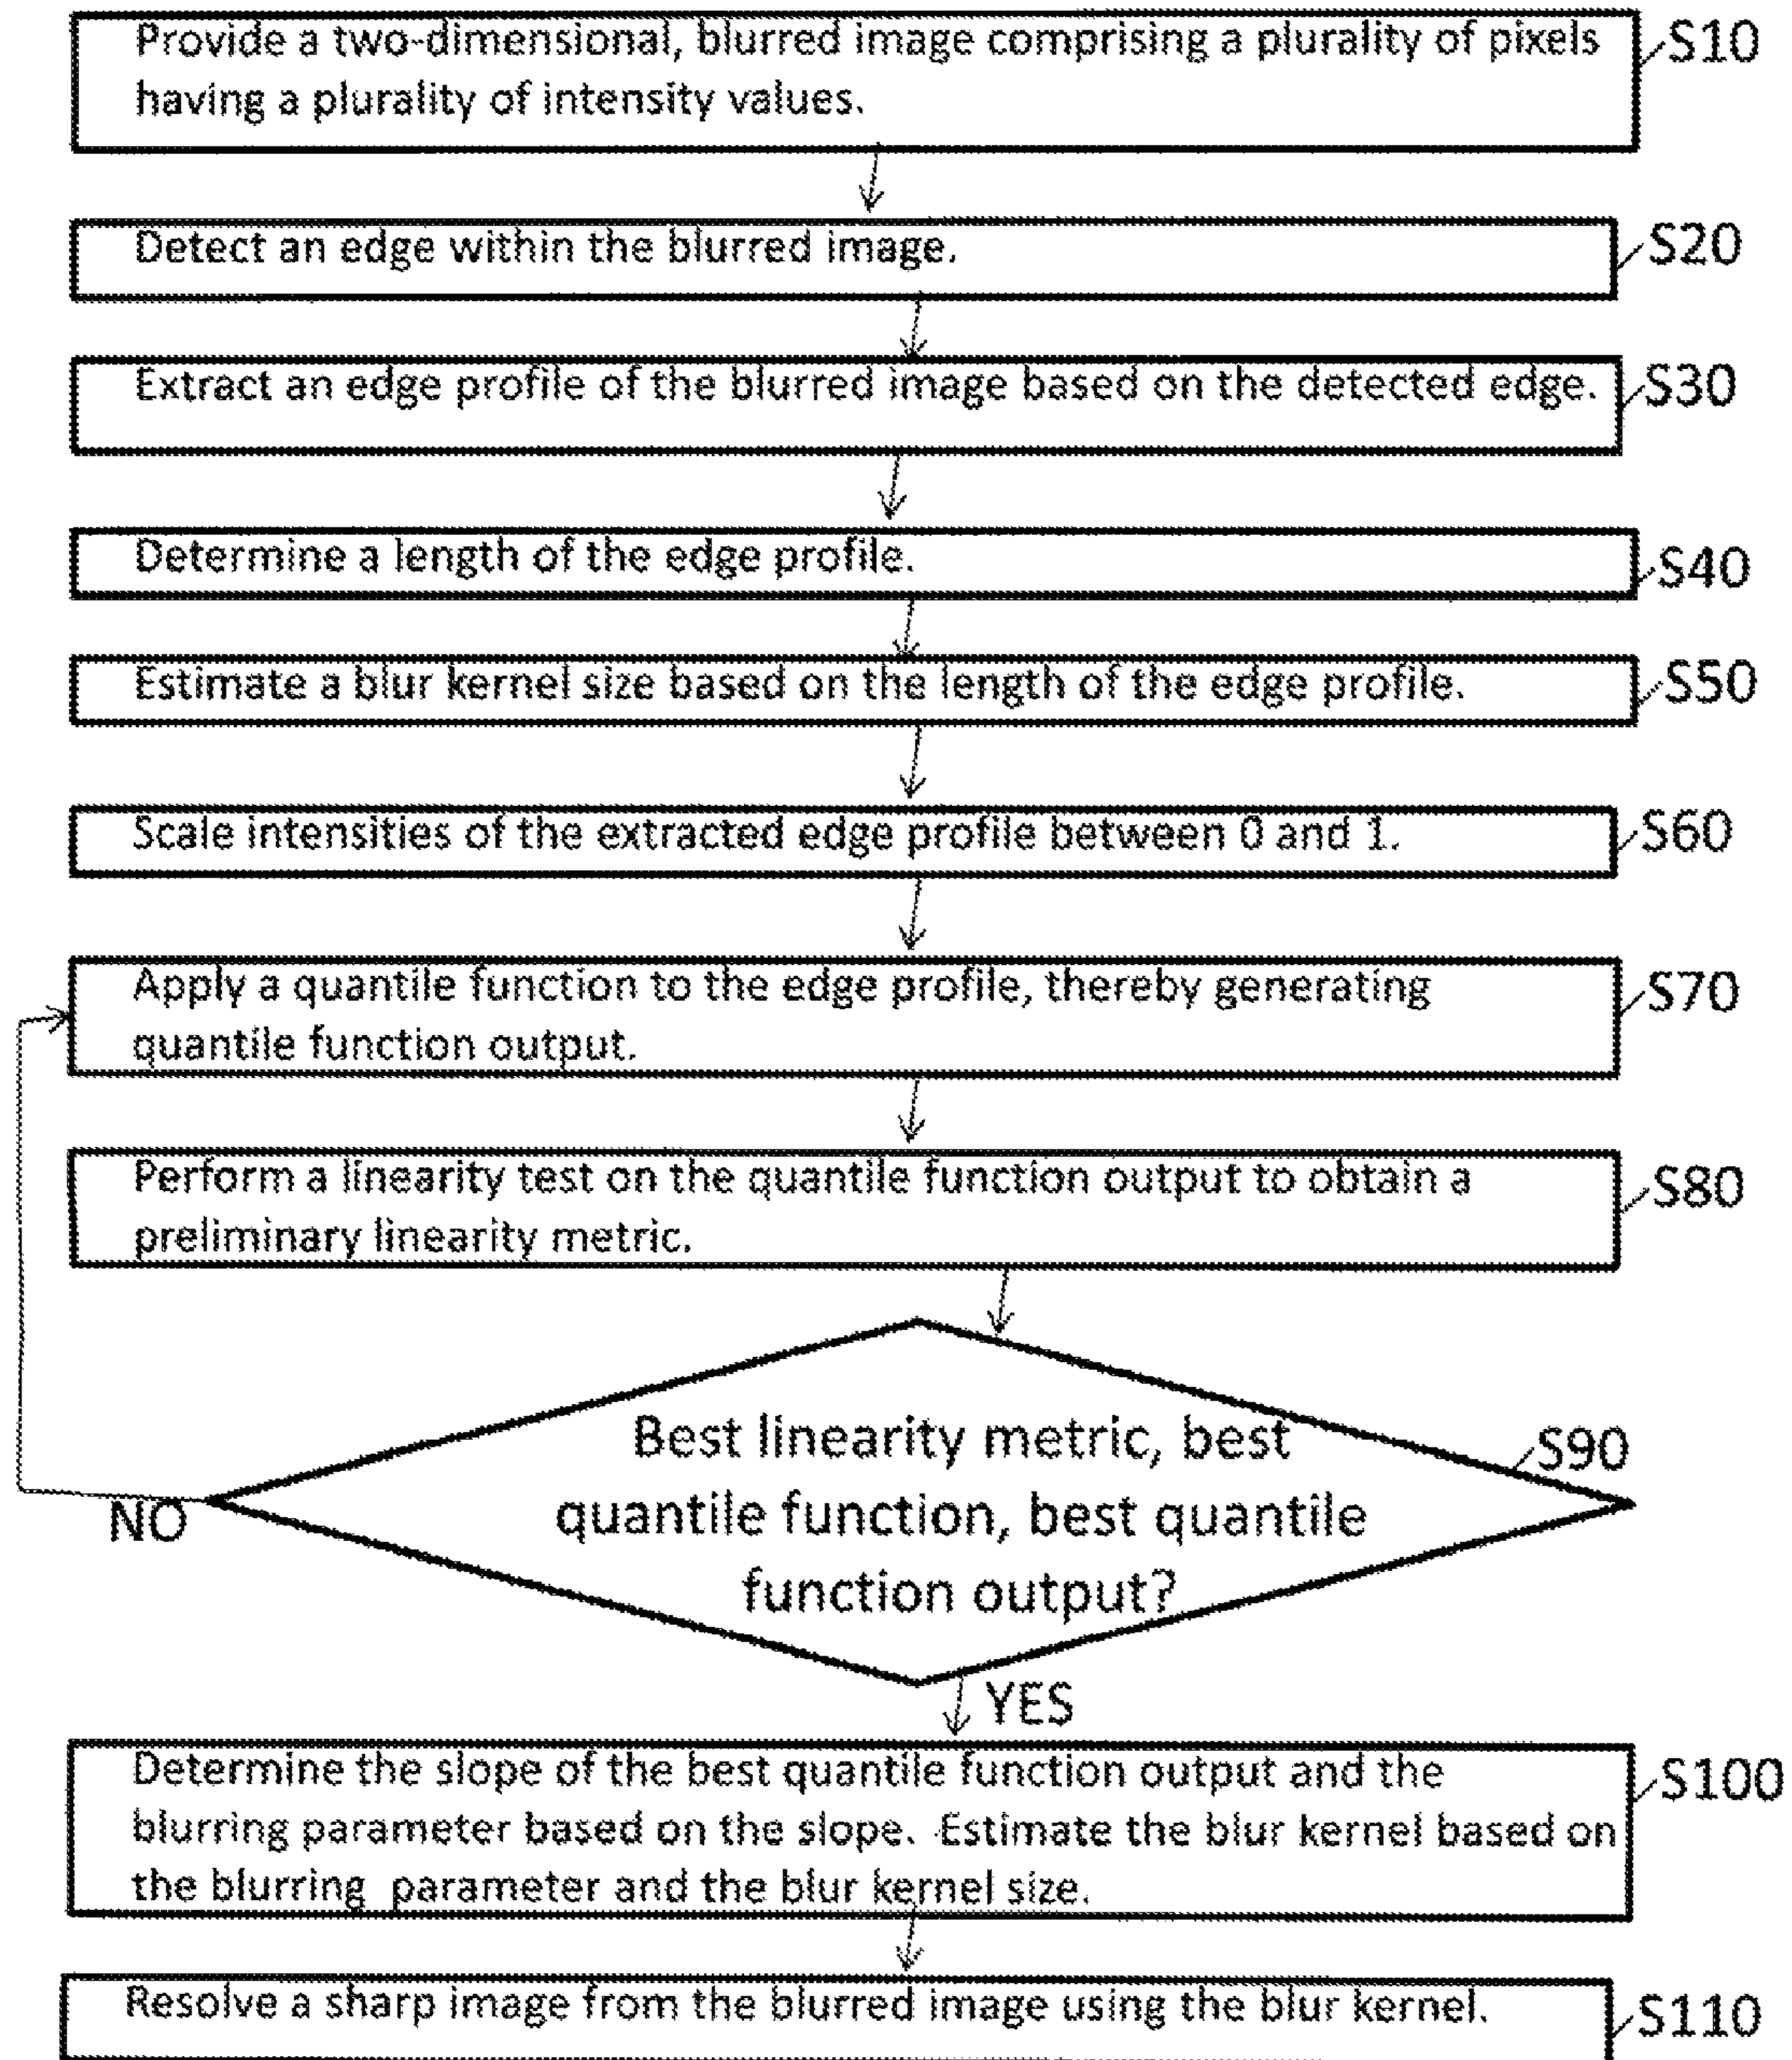 Provide a two-dimensional, blurred image comprising a plurality of pixels
having a plurality of intensity values.
S10
Detect an edge within the blurred image.
S20
Extract an edge profile of the blurred image based on the detected edge.
S30
Determine a length of the edge profile.
S40
Estimate a blur kernel size based on the length of the edge profile.
S50
Scale intensities of the extracted edge profile between 0 and 1.
S60
Apply a quantile function to the edge profile, thereby generating
quantile function output.
S70
Perform a linearity test on the quantile function output to obtain a
preliminary linearity metric.
S80
Best linearity metric, best
quantile function, best quantile
function output?
S90
NO
YES
Determine the slope of the best quantile function output and the
blurring parameter based on the slope. Estimate the blur kernel based on
the blurring parameter and the blur kernel size.
S100
Resolve a sharp image from the blurred image using the blur kernel.
S110